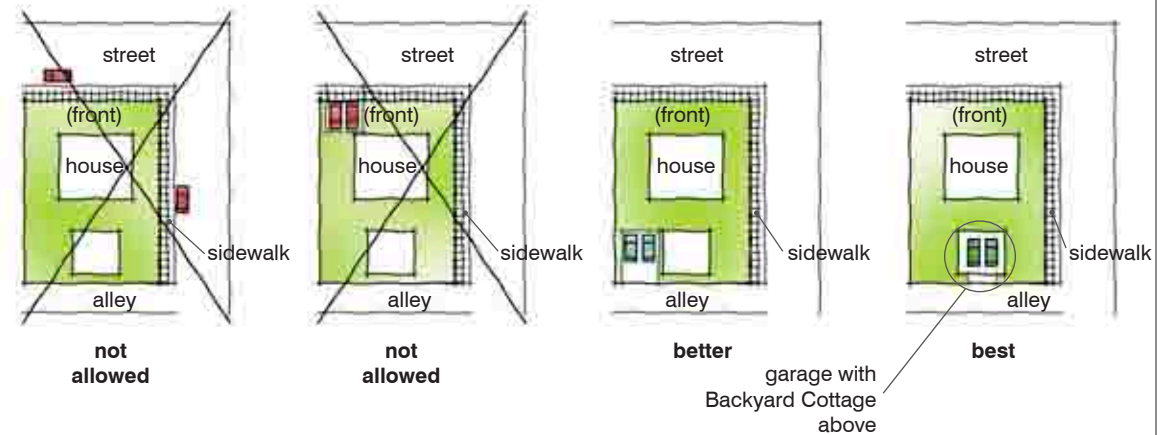 street
(front)
house
sidewalk
alley
not
allowed
street
(front)
house
sidewalk
alley
not
allowed
street
(front)
house
sidewalk
alley
better
street
(front)
house
sidewalk
alley
best
garage with
Backyard Cottage
above